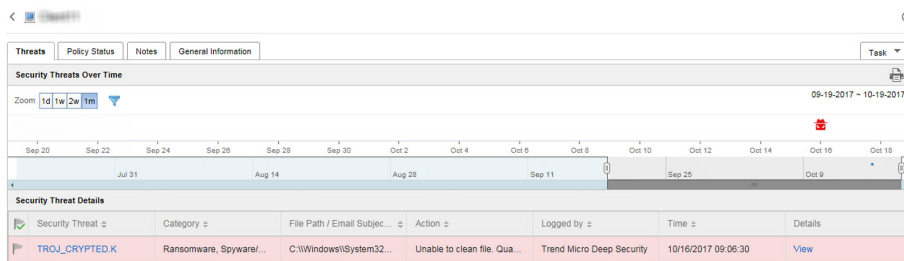 Threats Policy Status Notes General Information Task
Security Threats Over Time
Zoom 1d 1w 2w 1m
09-19-2017 ~ 10-19-2017
Sep 20 Sep 22 Sep 24 Sep 26 Sep 28 Sep 30 Oct 2 Oct 4 Oct 6 Oct 8 Oct 10 Oct 12 Oct 14 Oct 16 Oct 18
Jul 31 Aug 14 Aug 28 Sep 11 Sep 25 Oct 9
Security Threat Details
Security Threat Category File Path / Email Subjec... Action Logged by Time Details
TROJ_CRYPTED.K Ransomware, Spyware/... C:\\\Windows\\System32... Unable to clean file. Qua... Trend Micro Deep Security 10/16/2017 09:06:30 View